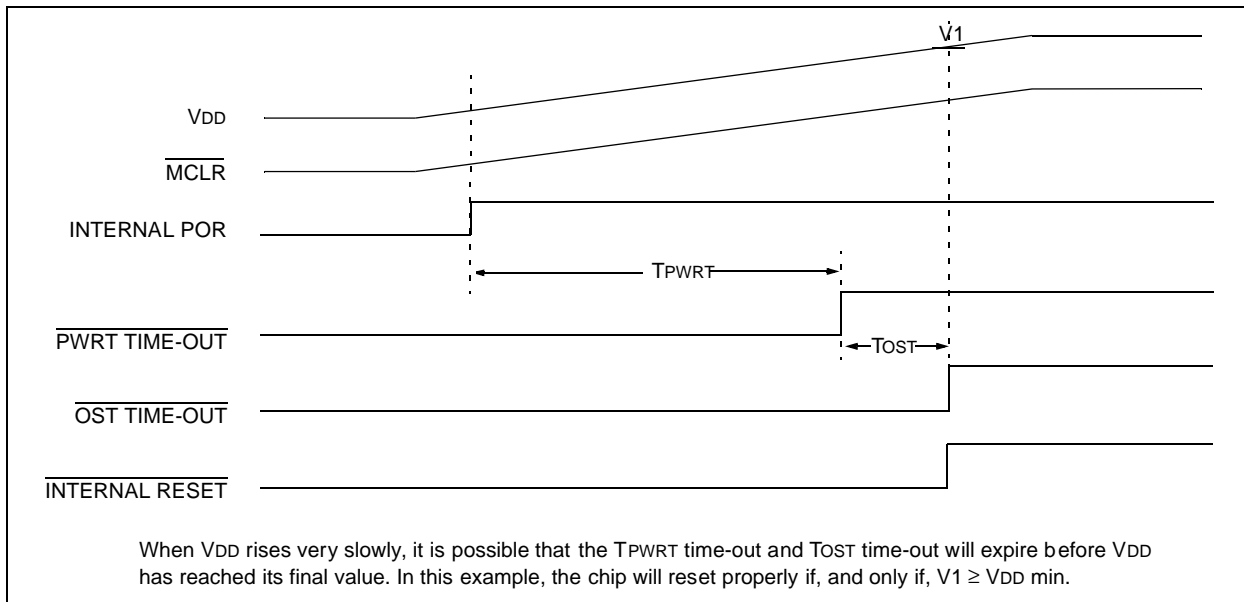 V1
VDD
MCLR
INTERNAL POR
TPWRT
PWRT TIME-OUT
TOST
OST TIME-OUT
INTERNAL RESET
When VDD rises very slowly, it is possible that the TPWRT time-out and TOST time-out will expire before VDD
has reached its final value. In this example, the chip will reset properly if, and only if, V1 ≥ VDD min.